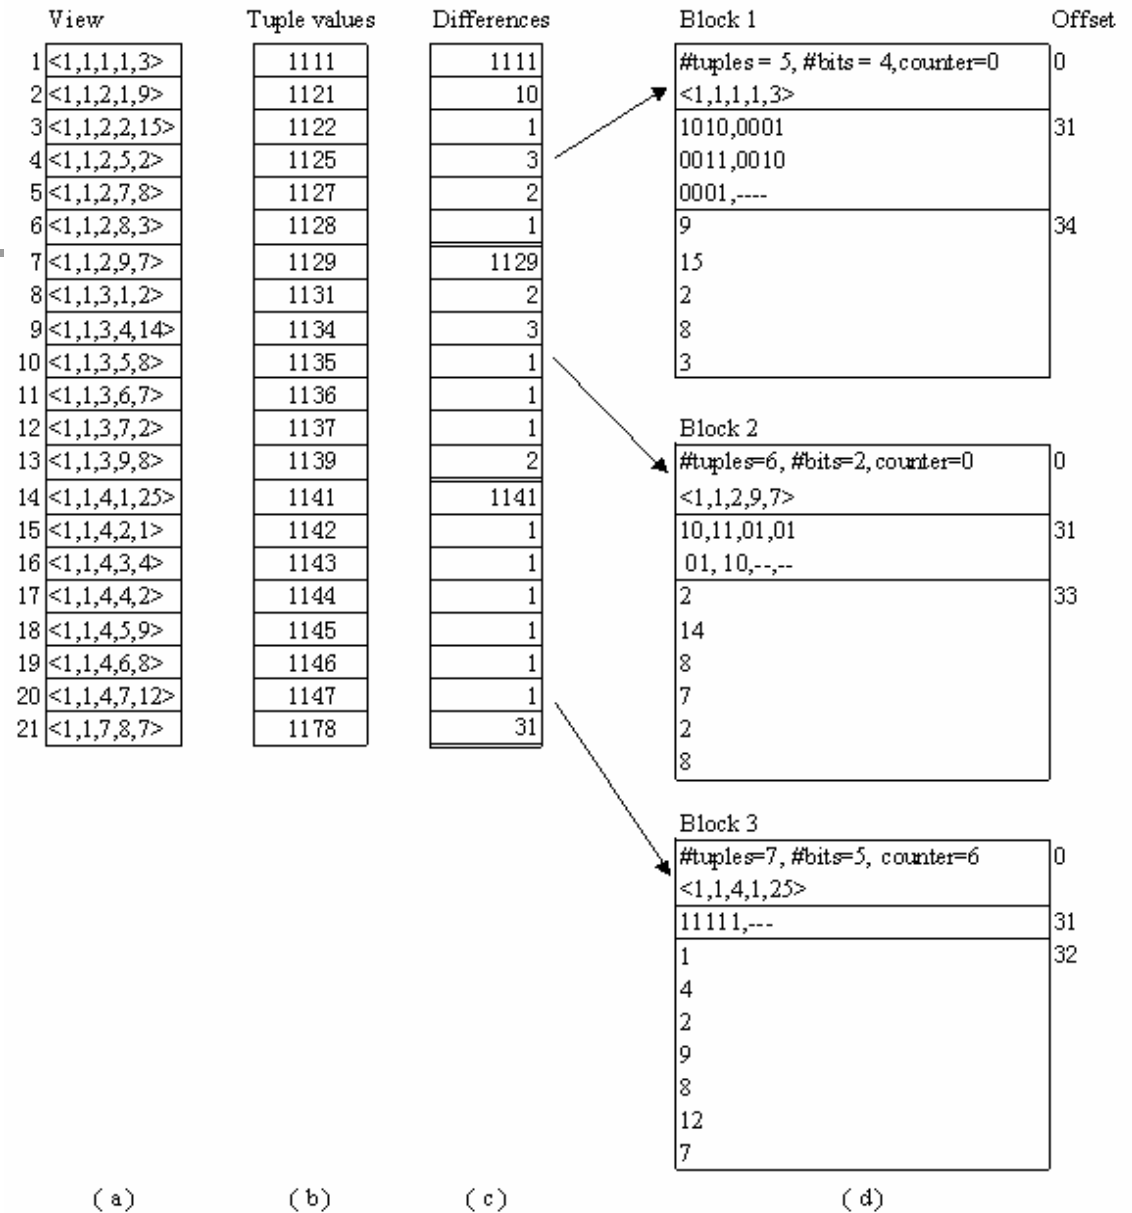 View Tuple values Differences Block 1 Offset
1 <1,1,1,1,3> 1111 1111 #tuples = 5, #bits = 4,counter=0 0
2 <1,1,2,1,9> 1121 10 <1,1,1,1,3>
3 <1,1,2,2,15> 1122 1 1010,0001 31
4 <1,1,2,5,2> 1125 3 0011,0010
5 <1,1,2,7,8> 1127 2 0001,----
6 <1,1,2,8,3> 1128 1 9 34
7 <1,1,2,9,7> 1129 1129 15
8 <1,1,3,1,2> 1131 2 2
9 <1,1,3,4,14> 1134 3 8
10 <1,1,3,5,8> 1135 1 3
11 <1,1,3,6,7> 1136 1
12 <1,1,3,7,2> 1137 1 Block 2
13 <1,1,3,9,8> 1139 2 #tuples=6, #bits=2, counter=0 0
14 <1,1,4,1,25> 1141 1141 <1,1,2,9,7>
15 <1,1,4,2,1> 1142 1 10,11,01,01 31
16 <1,1,4,3,4> 1143 1 01, 10,--,--
17 <1,1,4,4,2> 1144 1 2 33
18 <1,1,4,5,9> 1145 1 14
19 <1,1,4,6,8> 1146 1 8
20 <1,1,4,7,12> 1147 1 7
21 <1,1,7,8,7> 1178 31 2
8
Block 3
#tuples=7, #bits=5, counter=6 0
<1,1,4,1,25>
11111,--- 31
1 32
4
2
9
8
12
7
( a ) ( b ) ( c ) ( d )